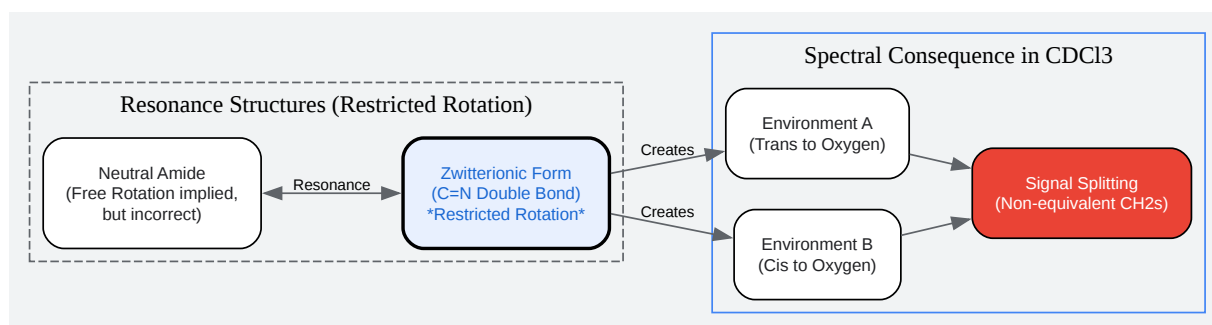 Resonance Structures (Restricted Rotation)
Neutral Amide
(Free Rotation implied,
but incorrect)
Resonance
Zwitterionic Form
(C=N Double Bond)
*Restricted Rotation*
Creates
Creates
Spectral Consequence in CDCl3
Environment A
(Trans to Oxygen)
Environment B
(Cis to Oxygen)
Signal Splitting
(Non-equivalent CH2s)